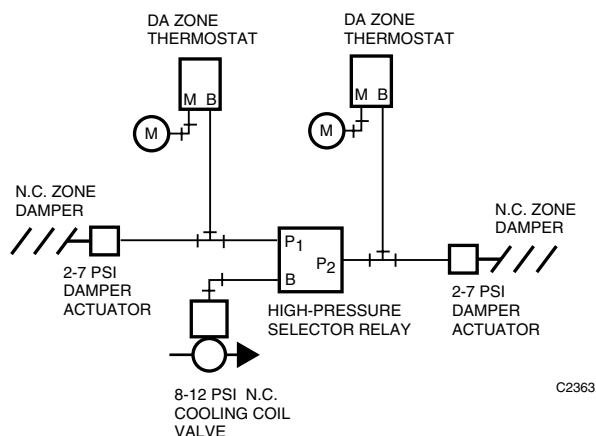 DA ZONE
THERMOSTAT
M B
M
DA ZONE
THERMOSTAT
M B
M
N.C. ZONE
DAMPER
2-7 PSI
DAMPER
ACTUATOR
P1
P2
B
HIGH-PRESSURE
SELECTOR RELAY
N.C. ZONE
DAMPER
2-7 PSI
DAMPER
ACTUATOR
8-12 PSI N.C.
COOLING COIL
VALVE
C2363